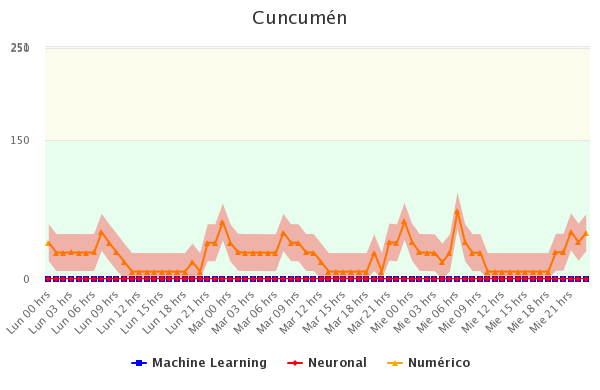 Cuncumén
150
0
Lun 00 hrs
Lun 03 hrs
Lun 06 hrs
Lun 09 hrs
Lun 12 hrs
Lun 15 hrs
Lun 18 hrs
Lun 21 hrs
Mar 00 hrs
Mar 03 hrs
Mar 06 hrs
Mar 09 hrs
Mar 12 hrs
Mar 15 hrs
Mar 18 hrs
Mar 21 hrs
Mie 00 hrs
Mie 03 hrs
Mie 06 hrs
Mie 09 hrs
Mie 12 hrs
Mie 15 hrs
Mie 18 hrs
Mie 21 hrs
Machine Learning Neuronal Numérico